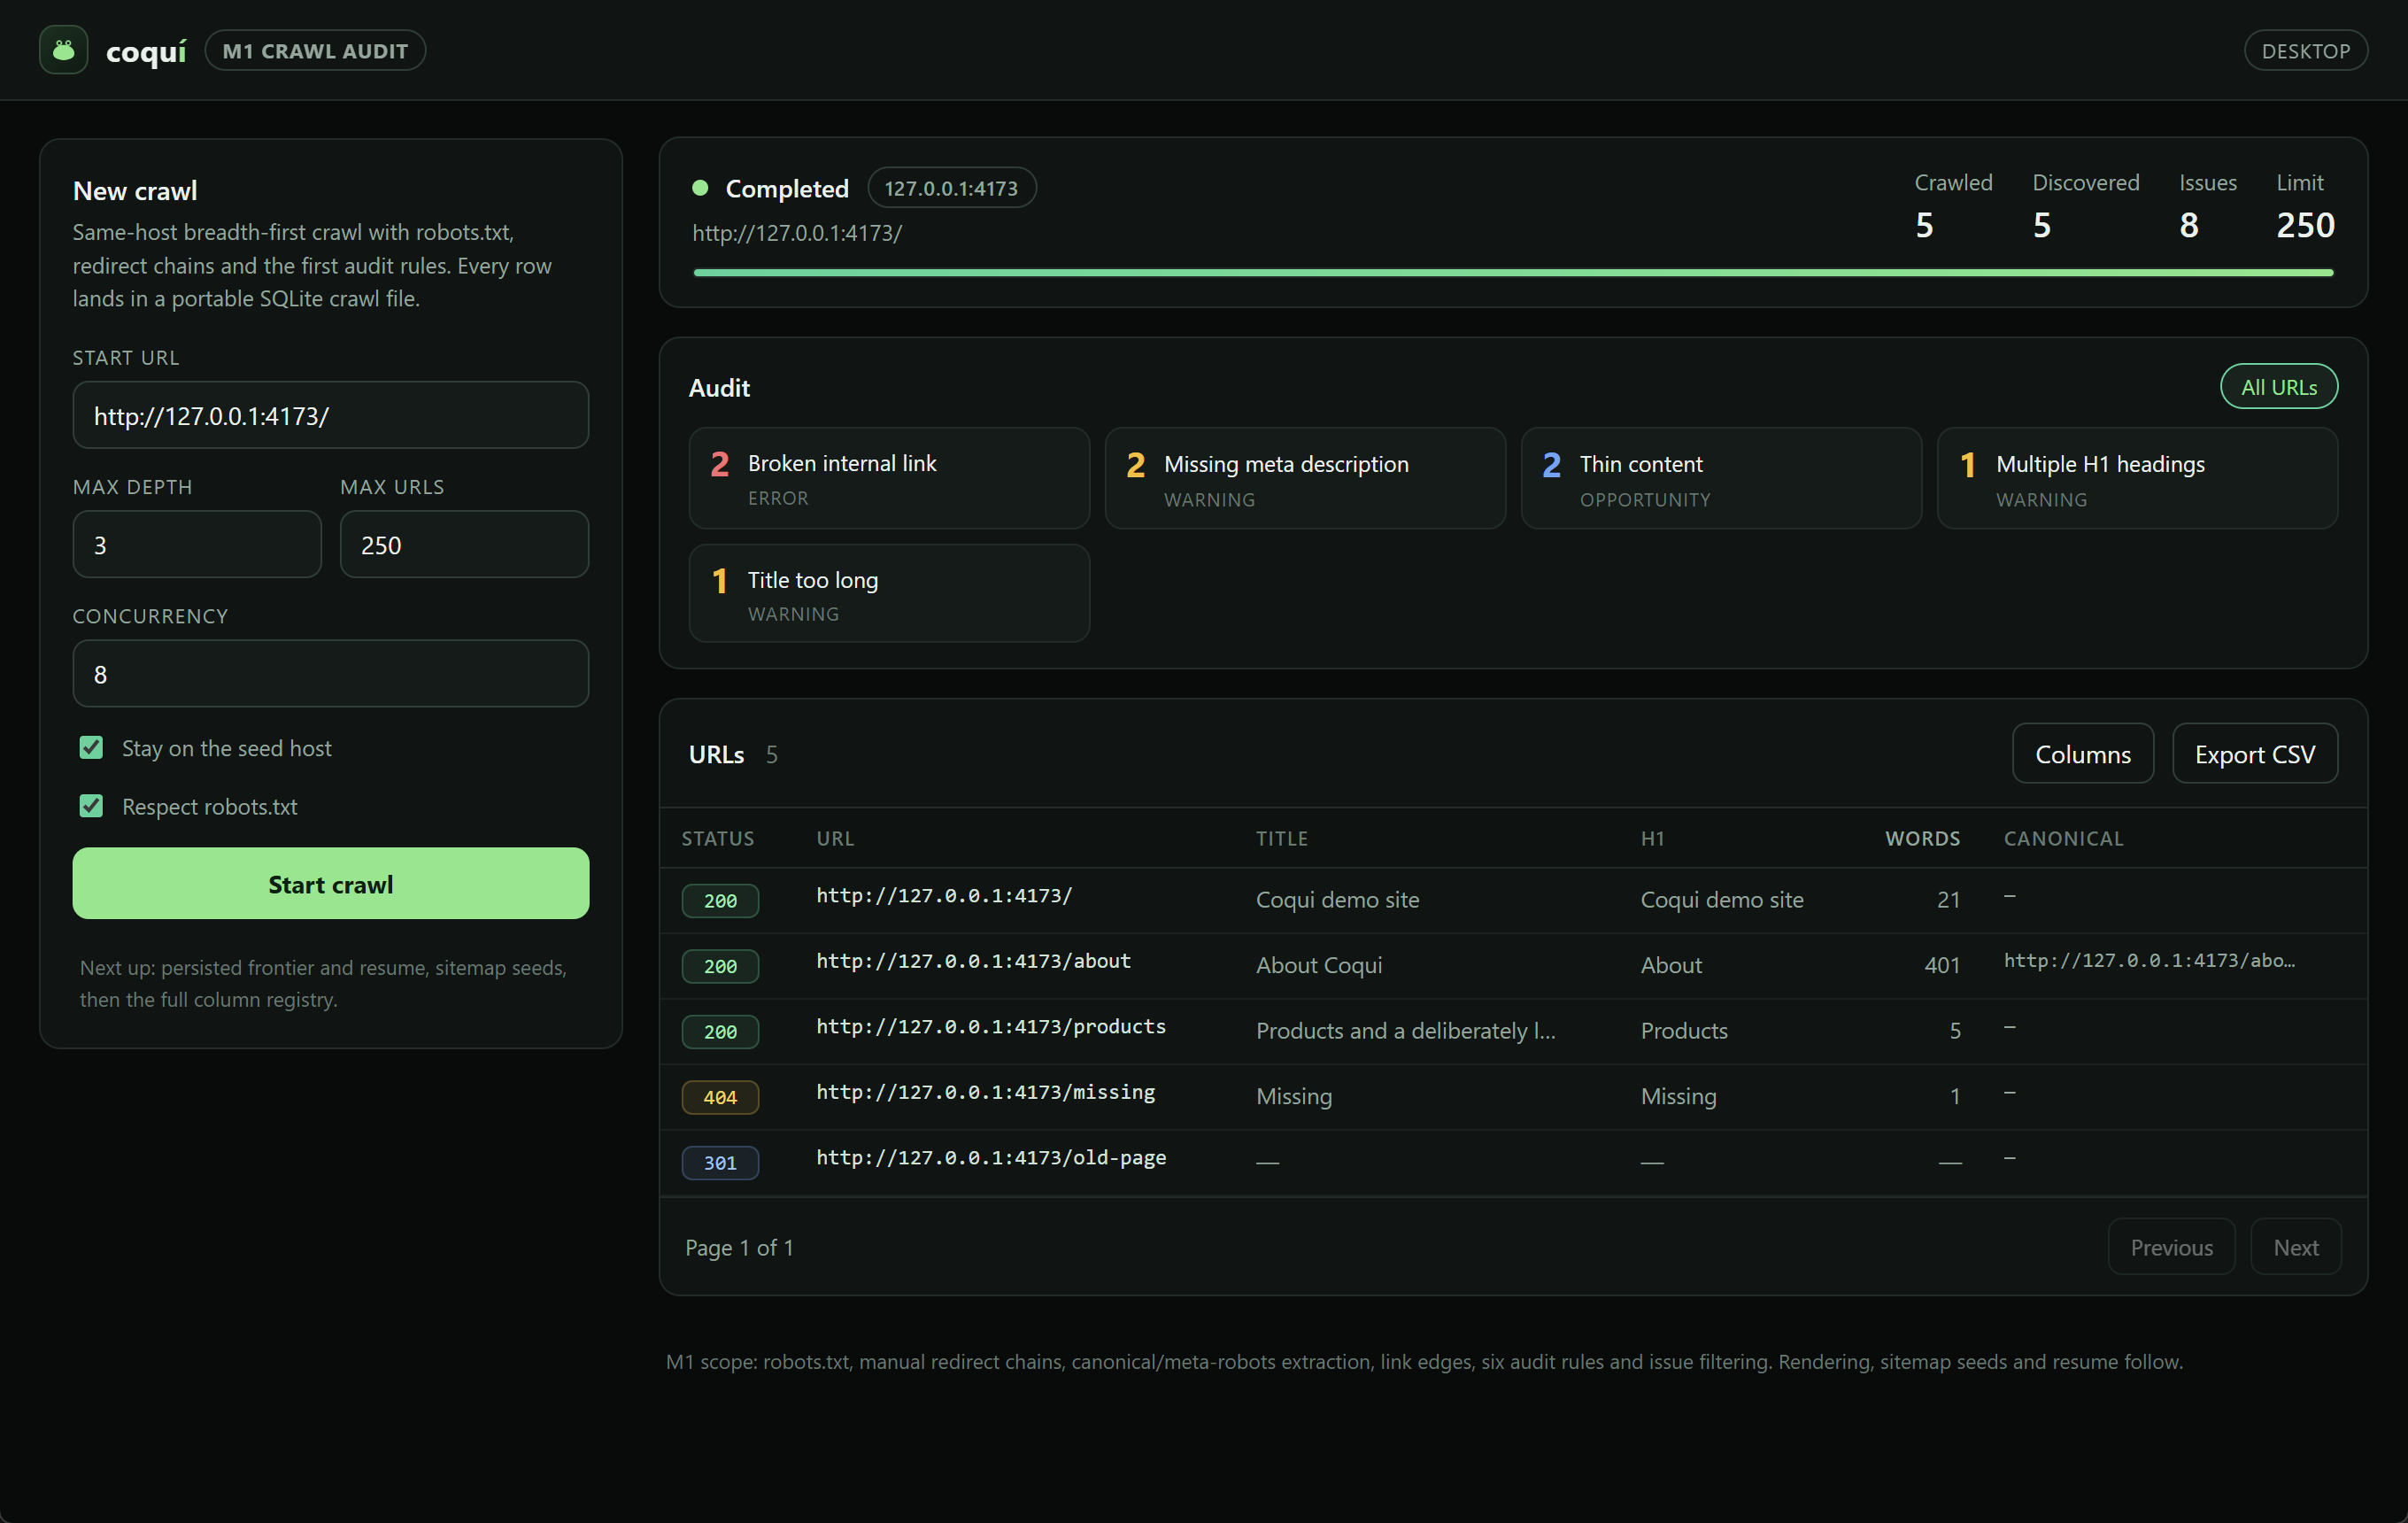 coquí M1 CRAWL AUDIT DESKTOP
New crawl
Same-host breadth-first crawl with robots.txt,
redirect chains and the first audit rules. Every row
lands in a portable SQLite crawl file.
START URL
http://127.0.0.1:4173/
MAX DEPTH MAX URLS
3 250
CONCURRENCY
8
Stay on the seed host
Respect robots.txt
Start crawl
Next up: persisted frontier and resume, sitemap seeds,
then the full column registry.
Completed 127.0.0.1:4173
http://127.0.0.1:4173/
Crawled Discovered Issues Limit
5 5 8 250
Audit All URLs
2 Broken internal link
ERROR
2 Missing meta description
WARNING
2 Thin content
OPPORTUNITY
1 Multiple H1 headings
WARNING
1 Title too long
WARNING
URLs 5 Columns Export CSV
STATUS URL TITLE H1 WORDS CANONICAL
200 http://127.0.0.1:4173/ Coqui demo site Coqui demo site 21 —
200 http://127.0.0.1:4173/about About Coqui About 401 http://127.0.0.1:4173/abo…
200 http://127.0.0.1:4173/products Products and a deliberately l… Products 5 —
404 http://127.0.0.1:4173/missing Missing Missing 1 —
301 http://127.0.0.1:4173/old-page — — — —
Page 1 of 1 Previous Next
M1 scope: robots.txt, manual redirect chains, canonical/meta-robots extraction, link edges, six audit rules and issue filtering. Rendering, sitemap seeds and resume follow.